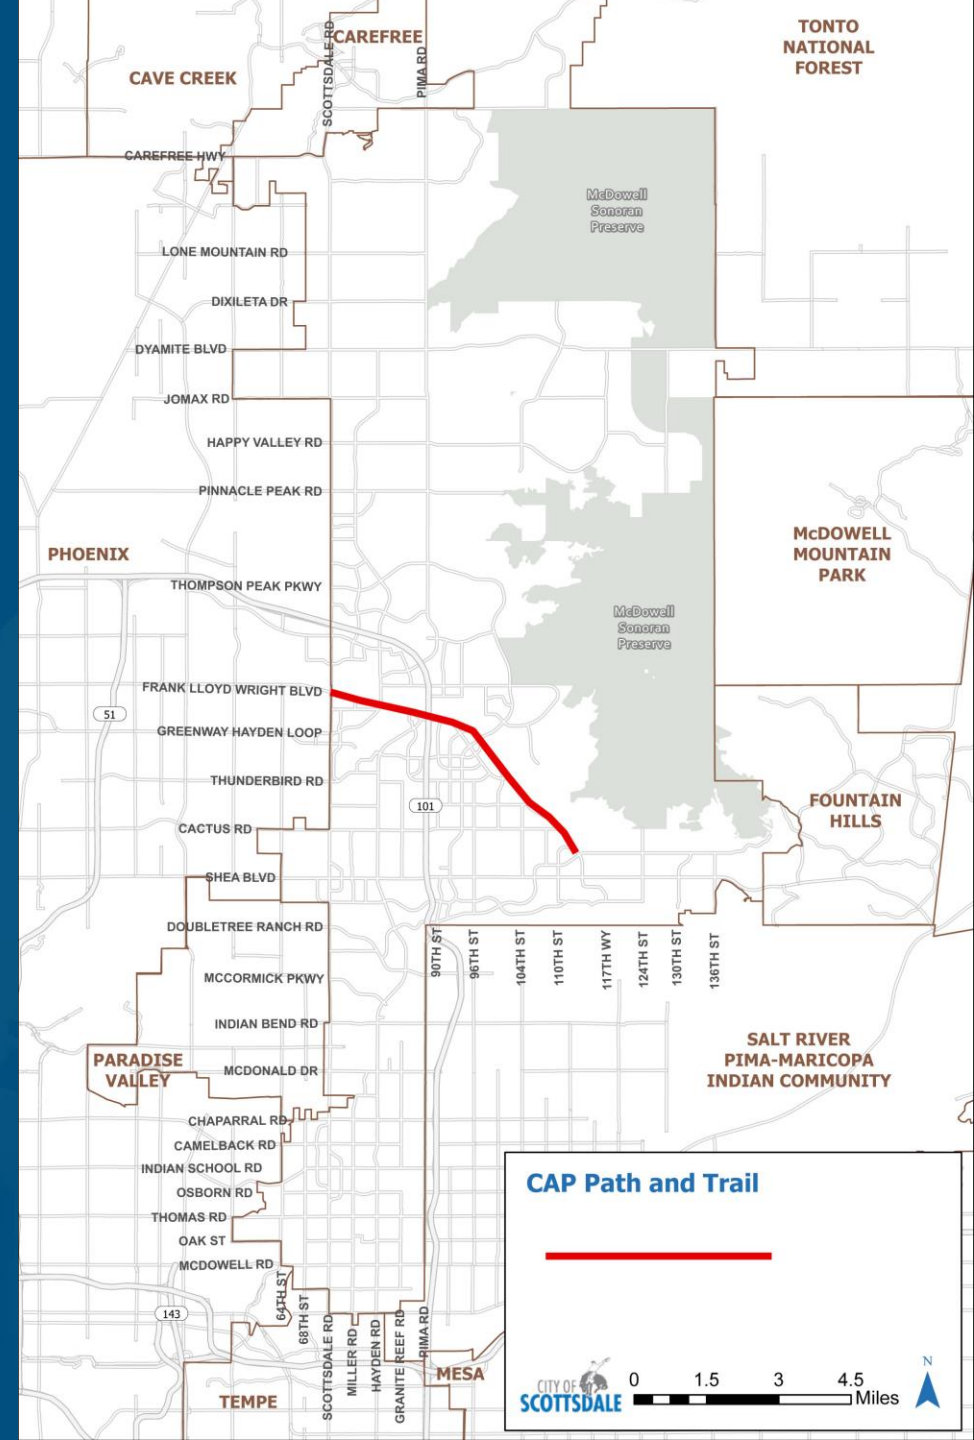 TONTO
NATIONAL
FOREST
CAREFREE
CAVE CREEK
SCOTTSDALE RD
PIMA RD
CAREFREE HWY
McDowell
Sonoran
Preserve
LONE MOUNTAIN RD
DIXILETA DR
DYAMITE BLVD
JOMAX RD
HAPPY VALLEY RD
PINNACLE PEAK RD
PHOENIX
McDOWELL
MOUNTAIN
PARK
THOMPSON PEAK PKWY
McDowell
Sonoran
Preserve
FRANK LLOYD WRIGHT BLVD
51
GREENWAY HAYDEN LOOP
THUNDERBIRD RD
101
FOUNTAIN
HILLS
CACTUS RD
SHEA BLVD
DOUBLETREE RANCH RD
90TH ST
96TH ST
104TH ST
110TH ST
117TH WY
124TH ST
130TH ST
136TH ST
MCCORMICK PKWY
INDIAN BEND RD
PARADISE
VALLEY
MCDONALD DR
SALT RIVER
PIMA-MARICOPA
INDIAN COMMUNITY
CHAPARRAL RD
CAMELBACK RD
INDIAN SCHOOL RD
OSBORN RD
THOMAS RD
OAK ST
MCDOWELL RD
143
64TH ST
68TH ST
SCOTTSDALE RD
MILLER RD
HAYDEN RD
GRANITE REEF RD
PIMA RD
TEMPE
MESA
CAP Path and Trail
CITY OF
SCOTTSDALE
0 1.5 3 4.5
Miles
N